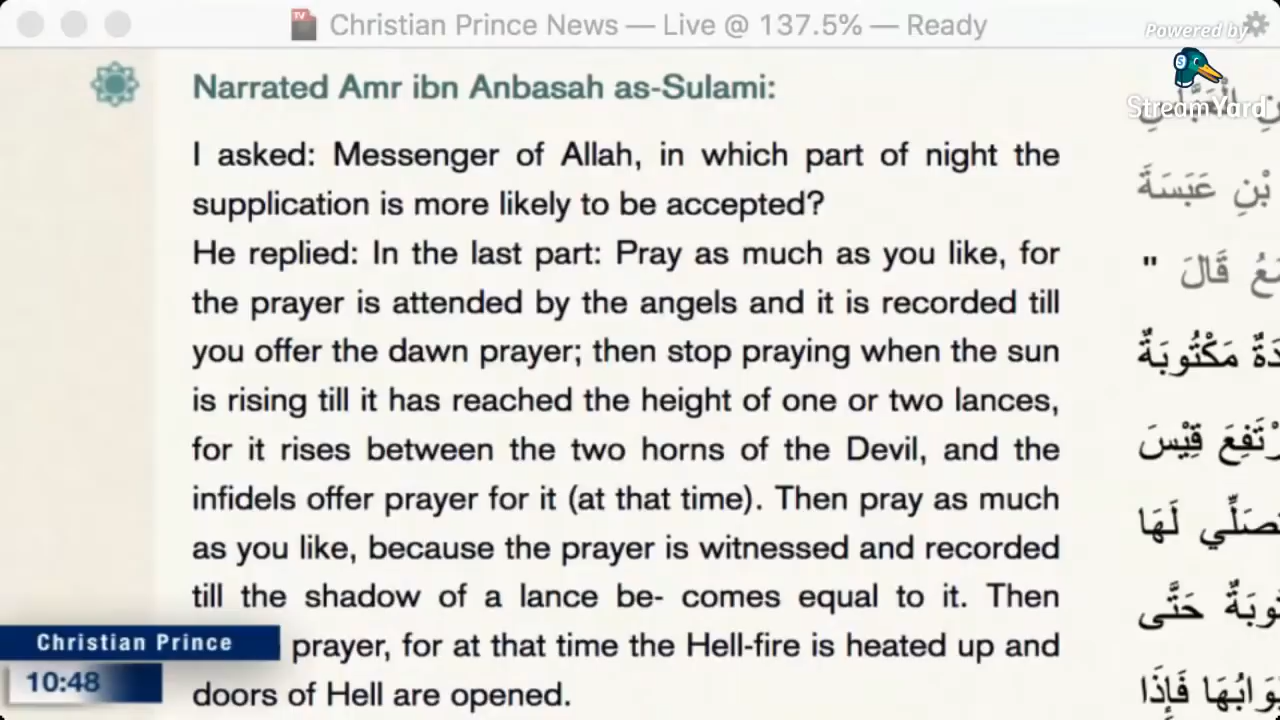 Christian Prince News — Live @ 137.5% — Ready
Powered by
StreamYard
Narrated Amr ibn Anbasah as-Sulami:
I asked: Messenger of Allah, in which part of night the
supplication is more likely to be accepted?
He replied: In the last part: Pray as much as you like, for
the prayer is attended by the angels and it is recorded till
you offer the dawn prayer; then stop praying when the sun
is rising till it has reached the height of one or two lances,
for it rises between the two horns of the Devil, and the
infidels offer prayer for it (at that time). Then pray as much
as you like, because the prayer is witnessed and recorded
till the shadow of a lance be- comes equal to it. Then
prayer, for at that time the Hell-fire is heated up and
doors of Hell are opened.
بْنِ عَبَسَةَ
قَالَ "
مَكْتُوبَةٌ
قِيْسَ
لَهَا
حَتَّى
فَإِذَا
Christian Prince
10:48